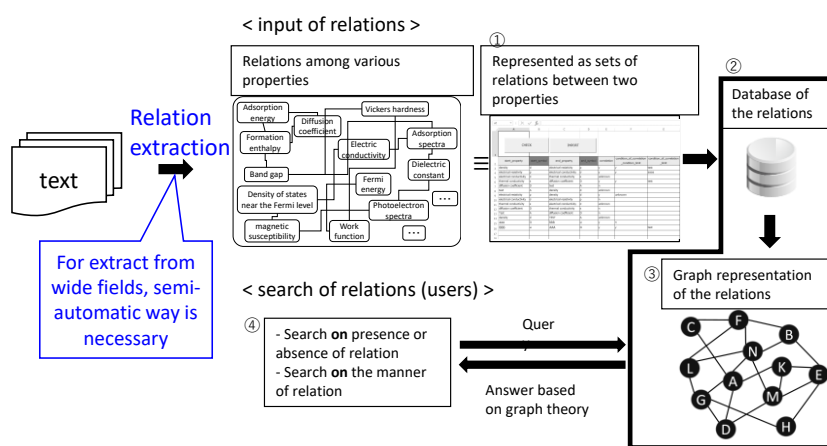 < input of relations >
Relation
extraction
text
For extract from
wide fields, semi-
automatic way is
necessary
Relations among various
properties
Adsorption
energy
Diffusion
coefficient
Vickers hardness
Formation
enthalpy
Electric
conductivity
Adsorption
spectra
Band gap
Dielectric
constant
Fermi
energy
Density of states
near the Fermi level
Photoelectron
spectra
...
magnetic
susceptibility
Work
function
...
①
Represented as sets of
relations between two
properties
≡
②
Database of
the relations
③
Graph representation
of the relations
C
F
B
L
N
K
E
A
G
M
D
H
< search of relations (users) >
④
- Search on presence or
absence of relation
- Search on the manner
of relation
Quer
Answer based
on graph theory